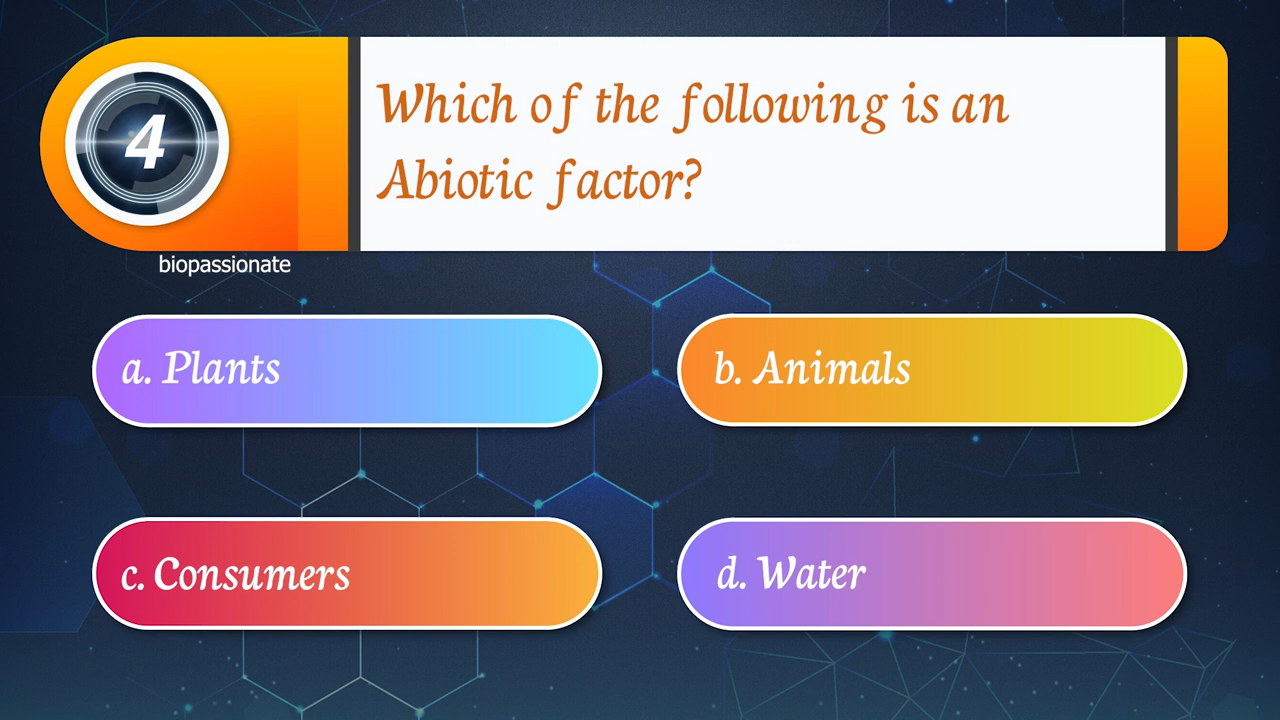 4
Which of the following is an
Abiotic factor?
biopassionate
a. Plants
b. Animals
c. Consumers
d. Water